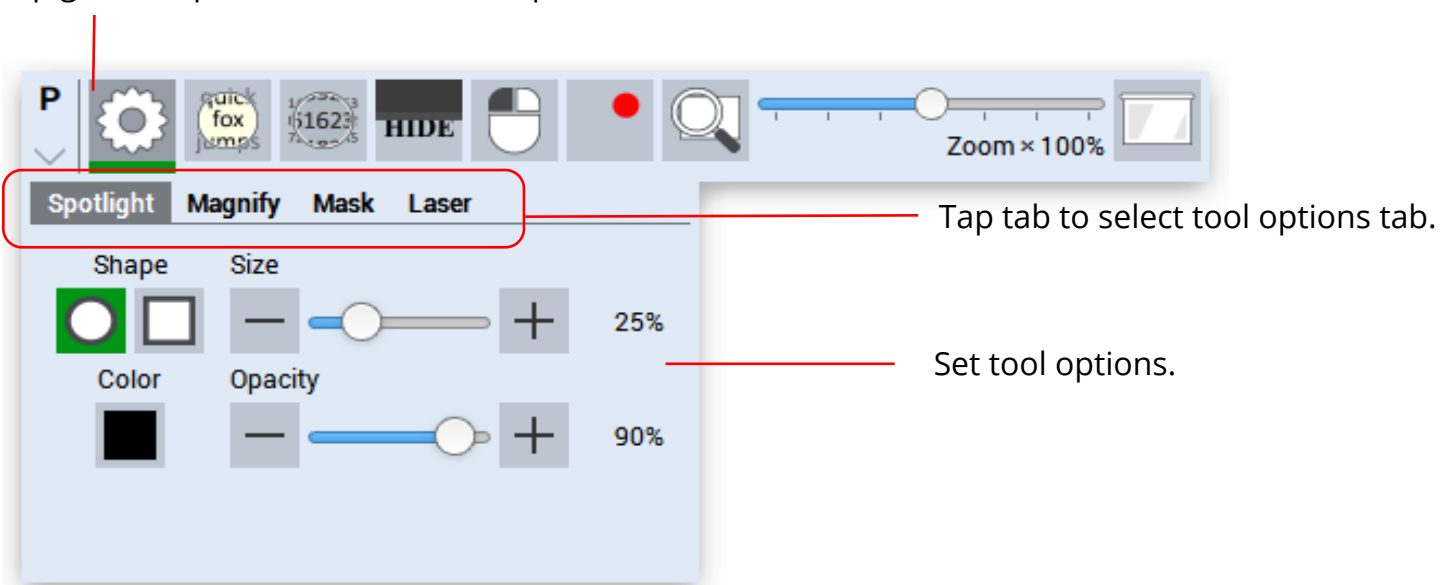 P
quick
fox
jumps
51623
HIDE
Zoom × 100%
Spotlight Magnify Mask Laser
Tap tab to select tool options tab.
Shape Size
25%
Set tool options.
Color Opacity
90%